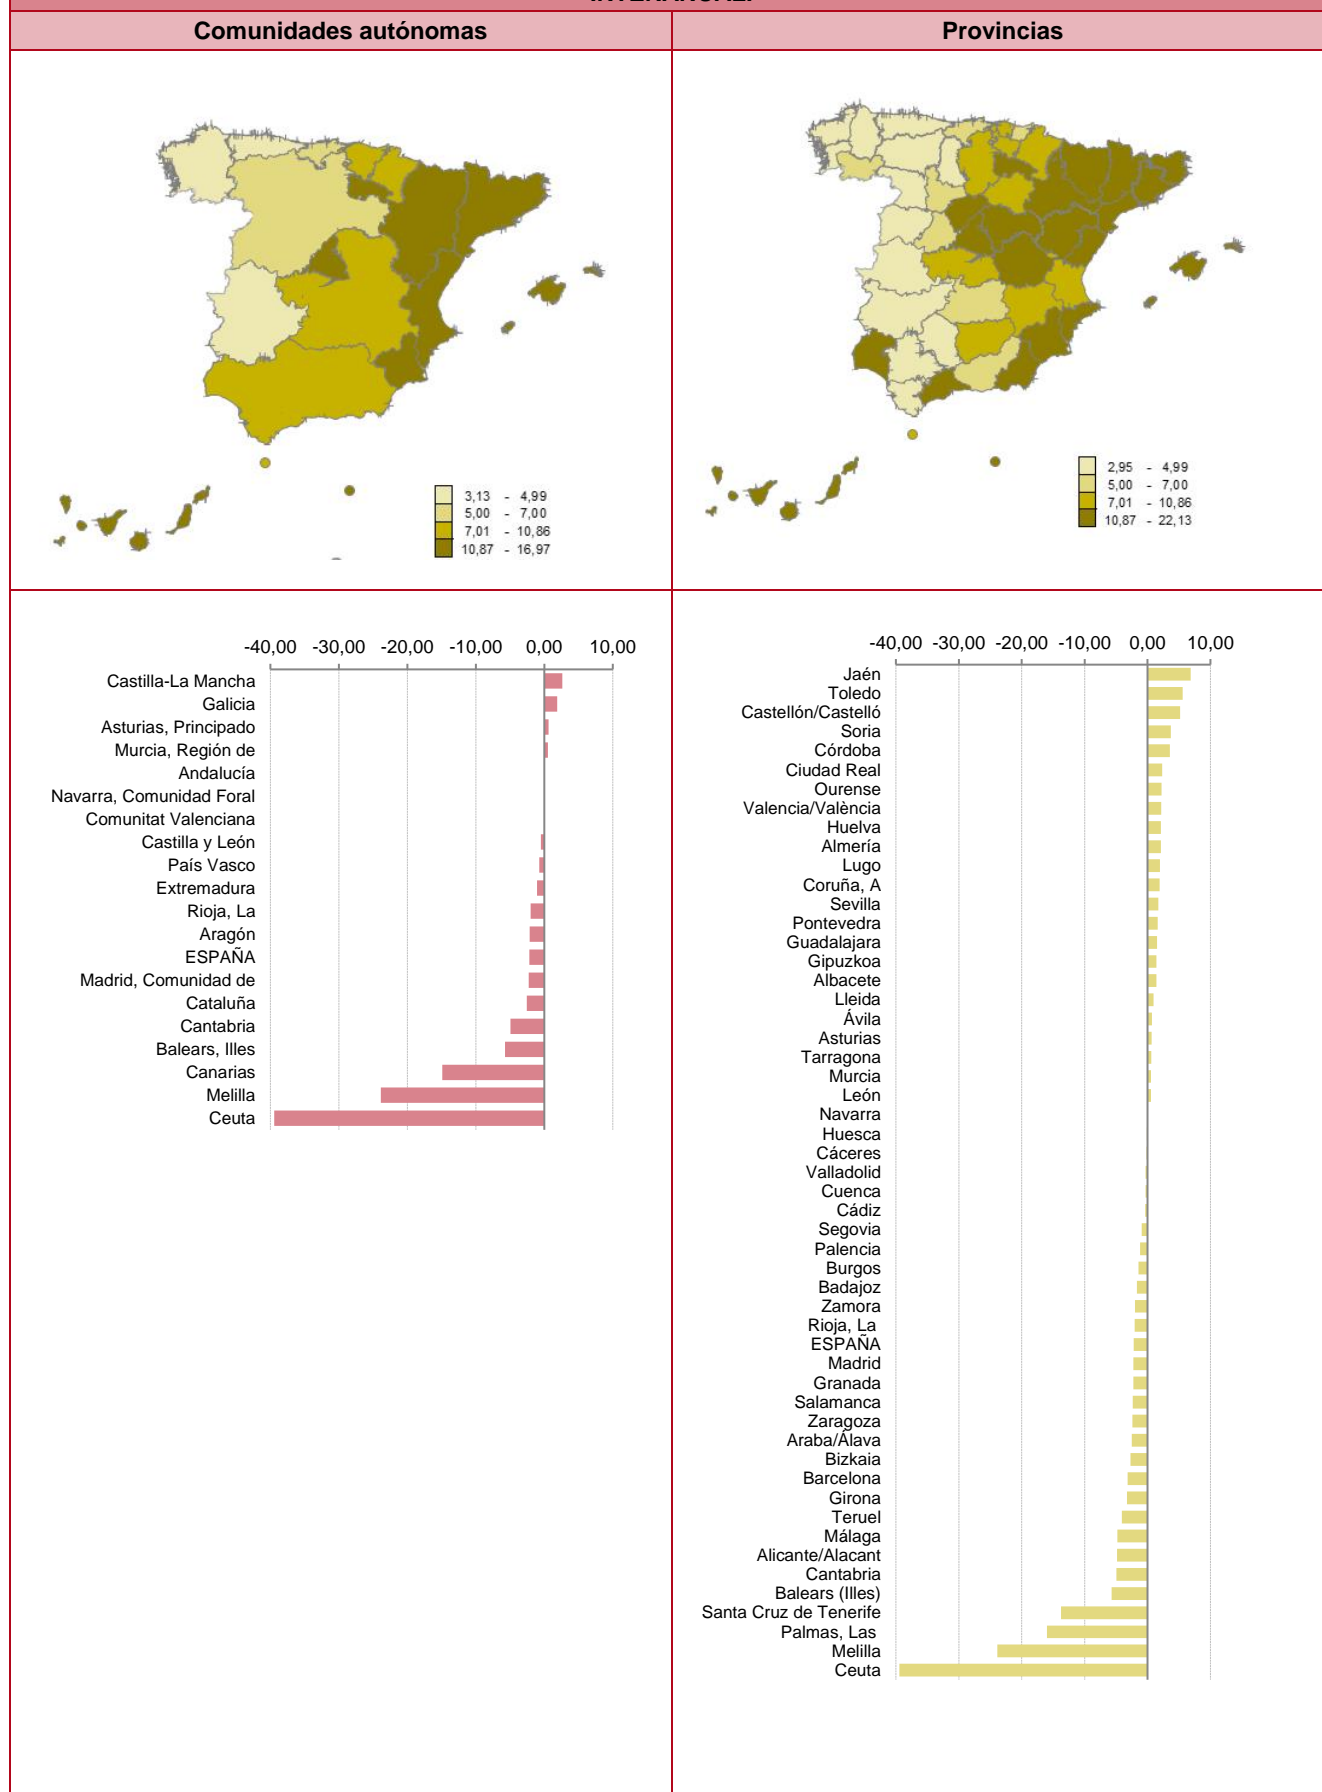 Comunidades autónomas
Provincias
3,13 - 4,99
5,00 - 7,00
7,01 - 10,86
10,87 - 16,97
2,95 - 4,99
5,00 - 7,00
7,01 - 10,86
10,87 - 22,13
-40,00 -30,00 -20,00 -10,00 0,00 10,00
Castilla-La Mancha
Galicia
Asturias, Principado
Murcia, Región de
Andalucía
Navarra, Comunidad Foral
Comunitat Valenciana
Castilla y León
País Vasco
Extremadura
Rioja, La
Aragón
ESPAÑA
Madrid, Comunidad de
Cataluña
Cantabria
Balears, Illes
Canarias
Melilla
Ceuta
-40,00 -30,00 -20,00 -10,00 0,00 10,00
Jaén
Toledo
Castellón/Castelló
Soria
Córdoba
Ciudad Real
Ourense
Valencia/València
Huelva
Almería
Lugo
Coruña, A
Sevilla
Pontevedra
Guadalajara
Gipuzkoa
Albacete
Lleida
Ávila
Asturias
Tarragona
Murcia
León
Navarra
Huesca
Cáceres
Valladolid
Cuenca
Cádiz
Segovia
Palencia
Burgos
Badajoz
Zamora
Rioja, La
ESPAÑA
Madrid
Granada
Salamanca
Zaragoza
Araba/Álava
Bizkaia
Barcelona
Girona
Teruel
Málaga
Alicante/Alacant
Cantabria
Balears (Illes)
Santa Cruz de Tenerife
Palmas, Las
Melilla
Ceuta